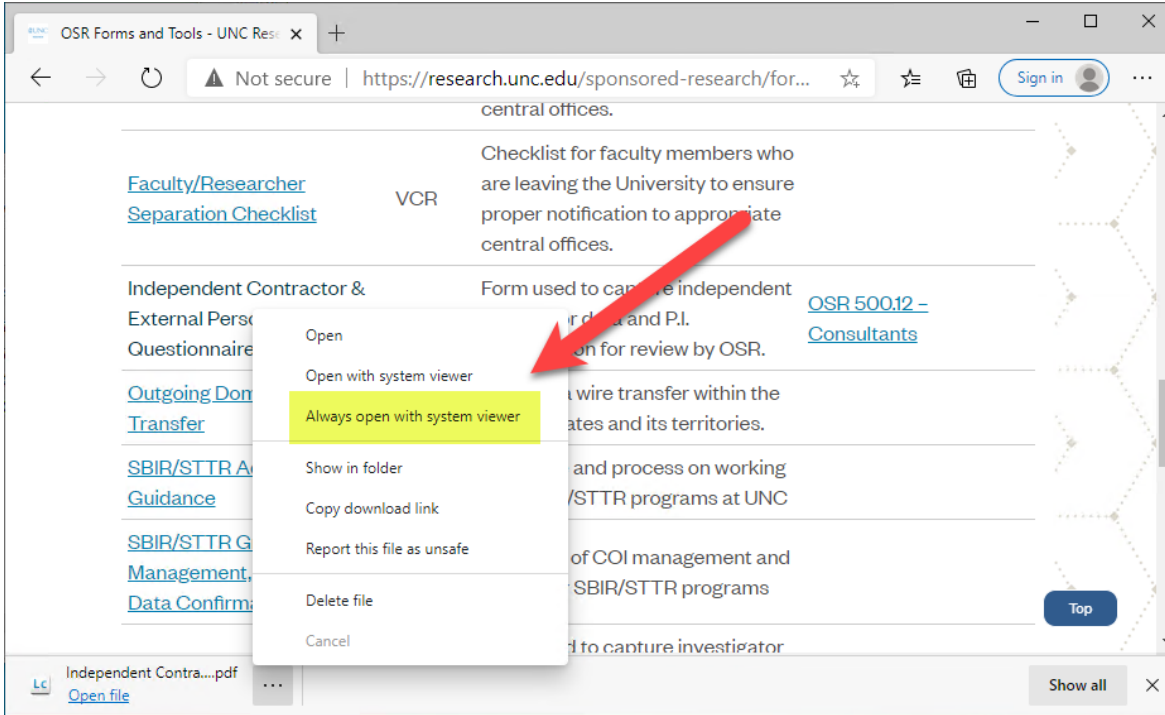 OSR Forms and Tools - UNC Rese
Not secure | https://research.unc.edu/sponsored-research/for...
Sign in
central offices.
Faculty/Researcher
Separation Checklist
VCR
Checklist for faculty members who
are leaving the University to ensure
proper notification to appropriate
central offices.
Independent Contractor &
External Perso
Questionnaire
Form used to capture independent
and P.I.
on for review by OSR.
OSR 500.12 –
Consultants
Outgoing Dom
Transfer
wire transfer within the
ates and its territories.
SBIR/STTR A
Guidance
and process on working
/STTR programs at UNC
SBIR/STTR G
Management,
Data Confirma
of COI management and
SBIR/STTR programs
d to capture investigator
Open
Open with system viewer
Always open with system viewer
Show in folder
Copy download link
Report this file as unsafe
Delete file
Cancel
Top
Lc
Independent Contra....pdf
Open file
...
Show all